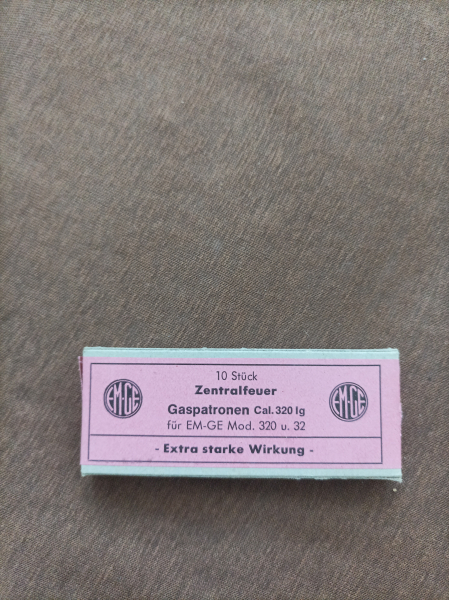 10 Stück
Zentralfeuer
EM-GE
Gaspatronen Cal. 320 lg
EM-GE
für EM-GE Mod. 320 u. 32
- Extra starke Wirkung -